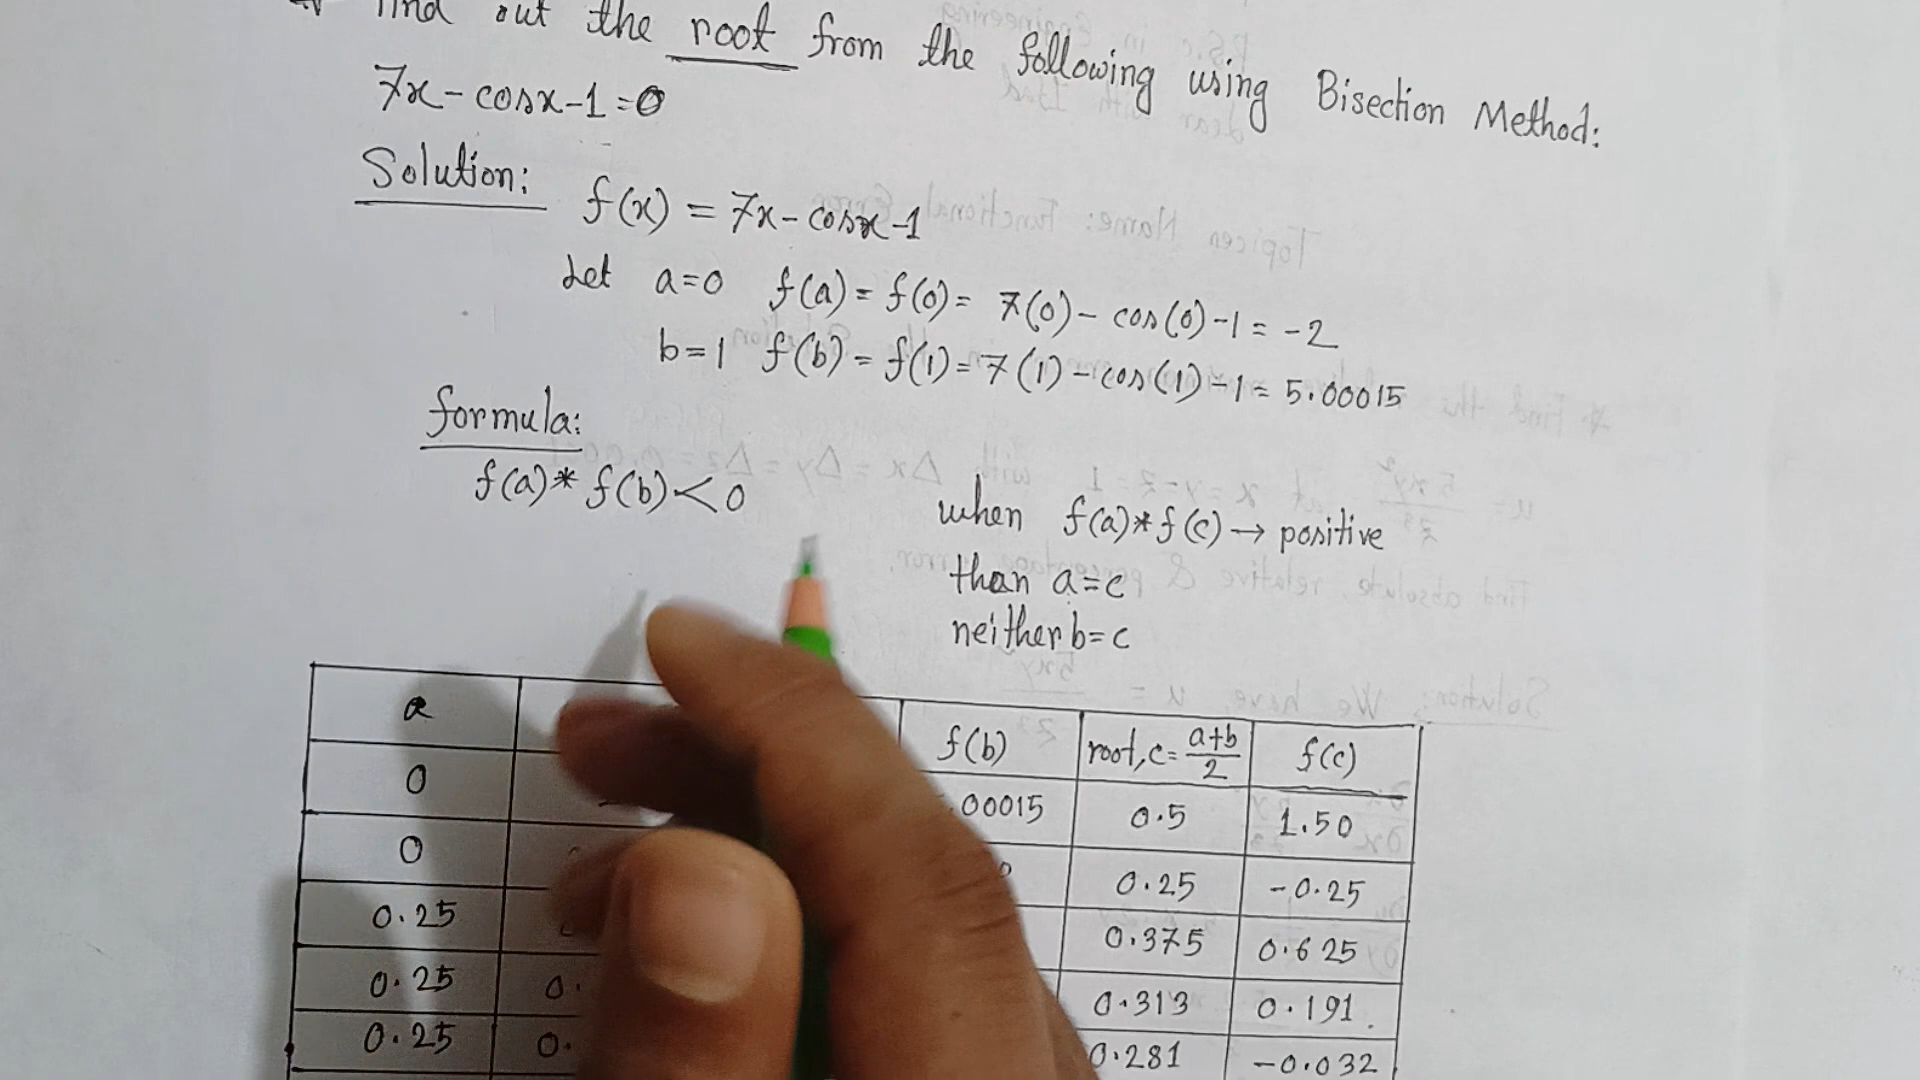 find out the root from the following using Bisection Method:
7x-cosx-1=0
Solution: f(x) = 7x-cosx-1
Let a=0 f(a) = f(0) = 7(0)- cos(0)-1 = -2
b=1 f(b) = f(1) = 7(1)-cos(1)-1 = 5.00015
formula:
f(a)* f(b)<0
when f(a)*f(c)→ positive
than a=c
neither b=c
a f(b) root,c= a+b/2 f(c)
0 .00015 0.5 1.50
0 0.25 -0.25
0.25 0.375 0.625
0.25 0. 0.313 0.191
0.25 0. 0.281 -0.032